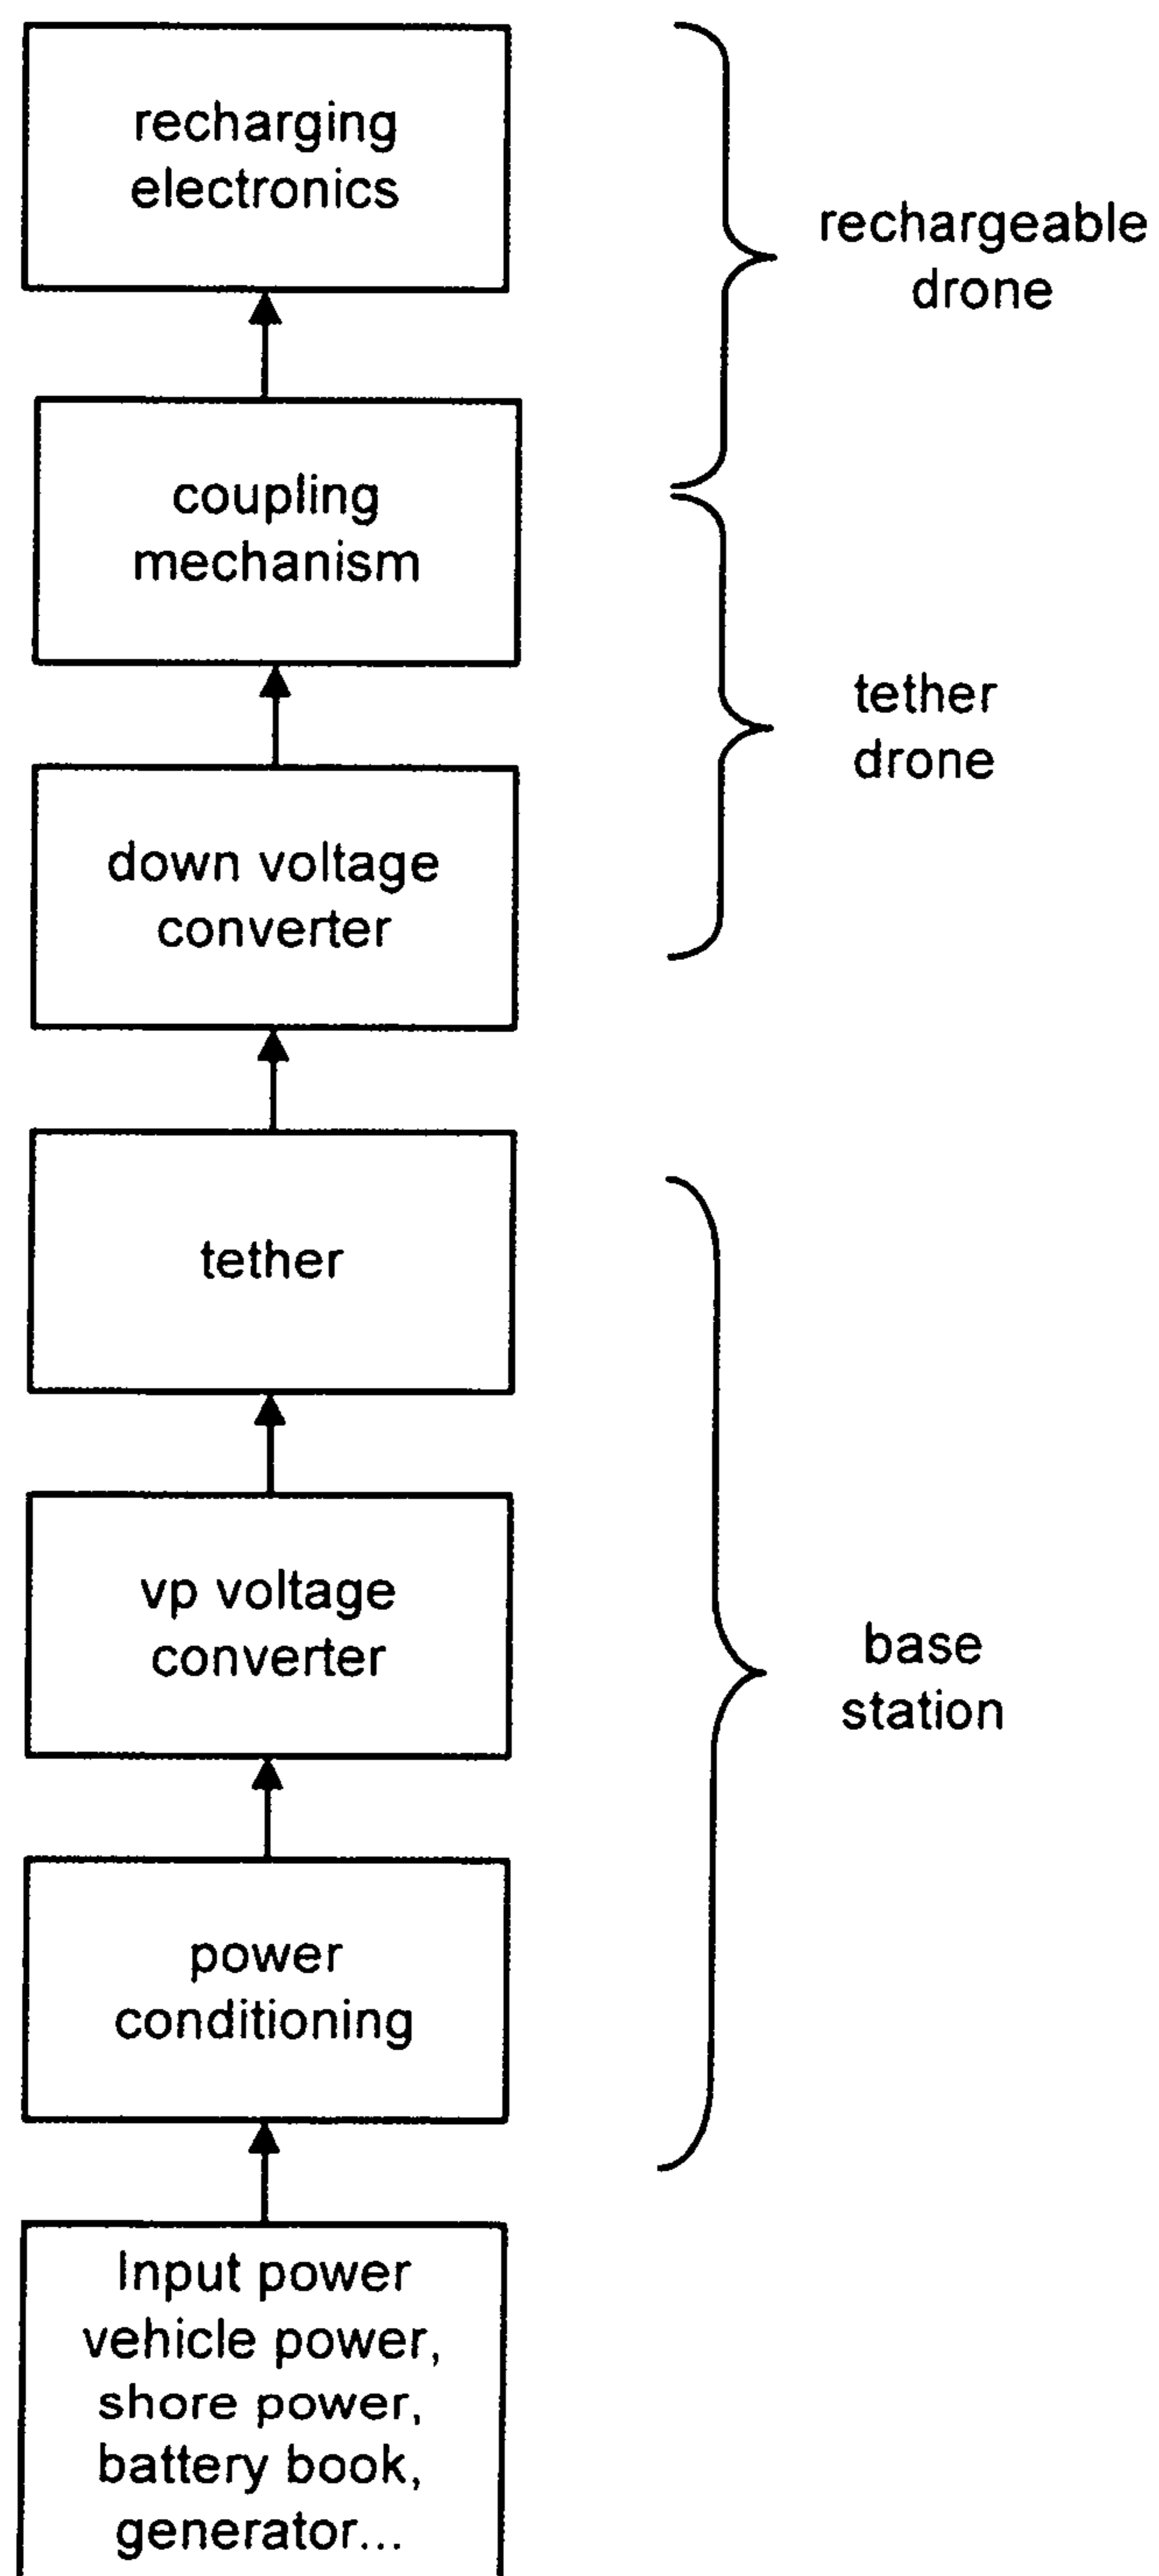 recharging
electronics
rechargeable
drone
coupling
mechanism
tether
drone
down voltage
converter
tether
vp voltage
converter
base
station
power
conditioning
Input power
vehicle power,
shore power,
battery book,
generator...